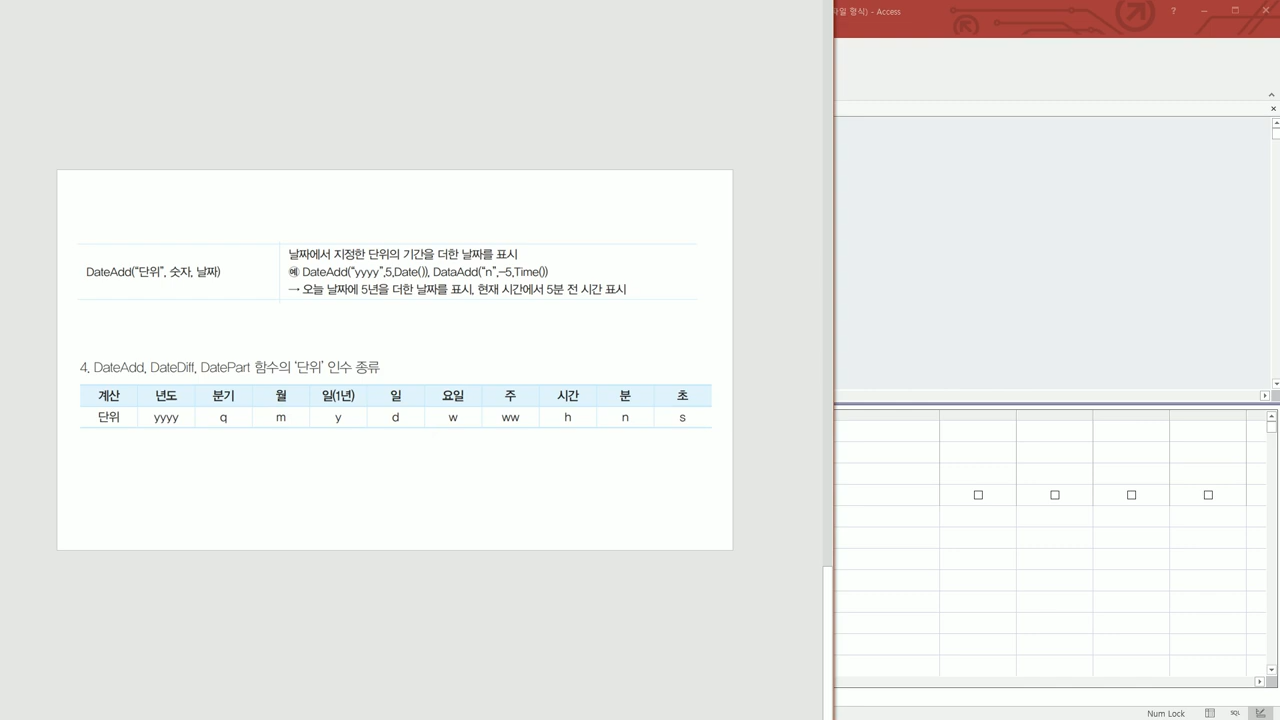 파일 형식) - Access
DateAdd(“단위”, 숫자, 날짜)
날짜에서 지정한 단위의 기간을 더한 날짜를 표시
예 DateAdd(“yyyy”,5,Date()), DataAdd(“n”,–5,Time())
→ 오늘 날짜에 5년을 더한 날짜를 표시, 현재 시간에서 5분 전 시간 표시
4. DateAdd, DateDiff, DatePart 함수의 ‘단위’ 인수 종류
계산 년도 분기 월 일(1년) 일 요일 주 시간 분 초
단위 yyyy q m y d w ww h n s
Num Lock
SQL